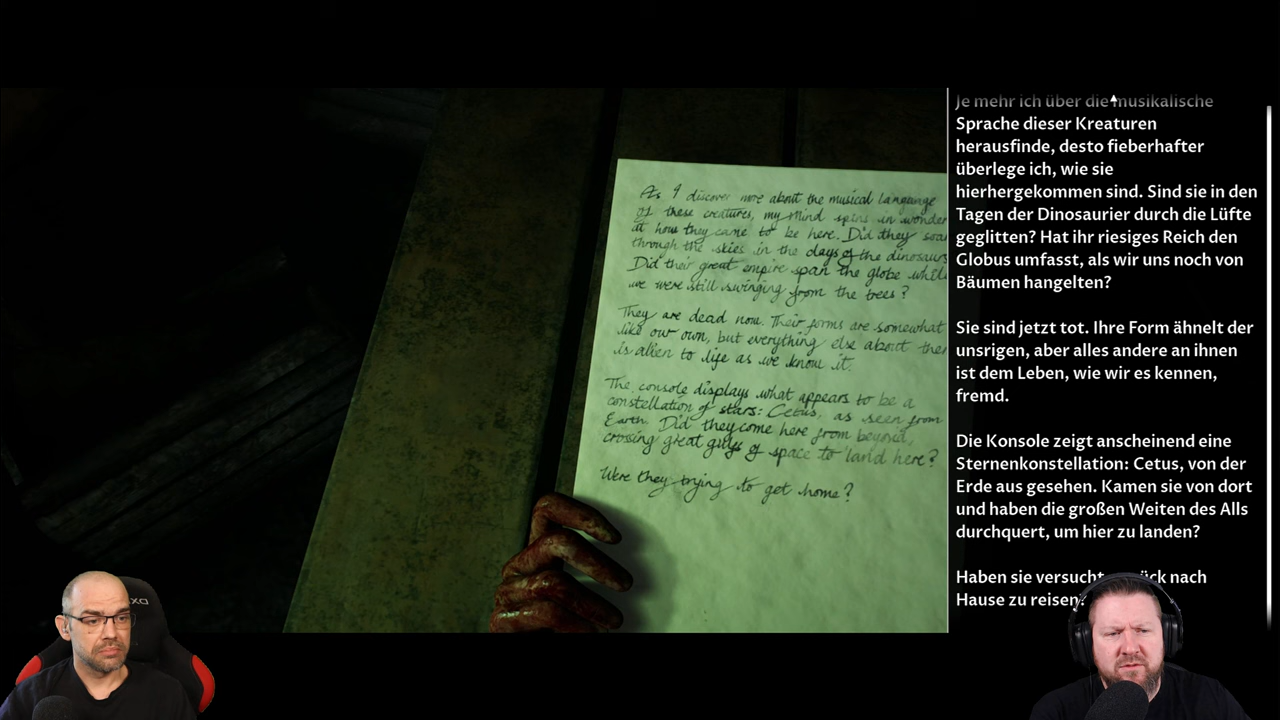 As I discover more about the musical language
of these creatures, my mind spins in wonder
at how they came to be here. Did they soar
through the skies in the days of the dinosaurs
Did their great empire span the globe while
we were still swinging from the trees?
They are dead now. Their forms are somewhat
like our own, but everything else about
is alien to life as we know it.
The console displays what appears to be a
constellation of stars: Cetus, as seen from
Earth. Did they come here from beyond,
crossing great gulfs of space to land here?
Were they trying to get home?
Je mehr ich über die musikalische
Sprache dieser Kreaturen
herausfinde, desto fieberhafter
überlege ich, wie sie
hierhergekommen sind. Sind sie in den
Tagen der Dinosaurier durch die Lüfte
geglitten? Hat ihr riesiges Reich den
Globus umfasst, als wir uns noch von
Bäumen hangelten?
Sie sind jetzt tot. Ihre Form ähnelt der
unsrigen, aber alles andere an ihnen
ist dem Leben, wie wir es kennen,
fremd.
Die Konsole zeigt anscheinend eine
Sternenkonstellation: Cetus, von der
Erde aus gesehen. Kamen sie von dort
und haben die großen Weiten des Alls
durchquert, um hier zu landen?
Haben sie versucht nach
Hause zu reisen?